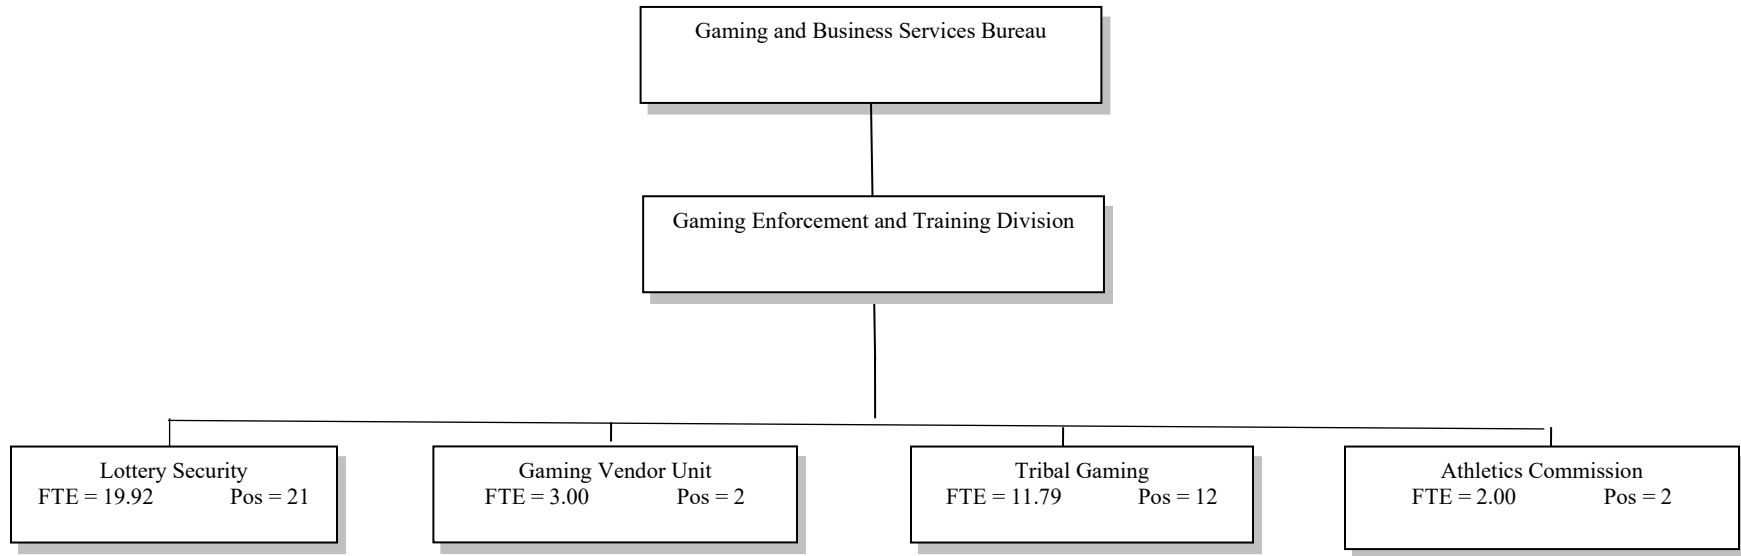 Gaming and Business Services Bureau
Gaming Enforcement and Training Division
Lottery Security
FTE = 19.92 Pos = 21
Gaming Vendor Unit
FTE = 3.00 Pos = 2
Tribal Gaming
FTE = 11.79 Pos = 12
Athletics Commission
FTE = 2.00 Pos = 2